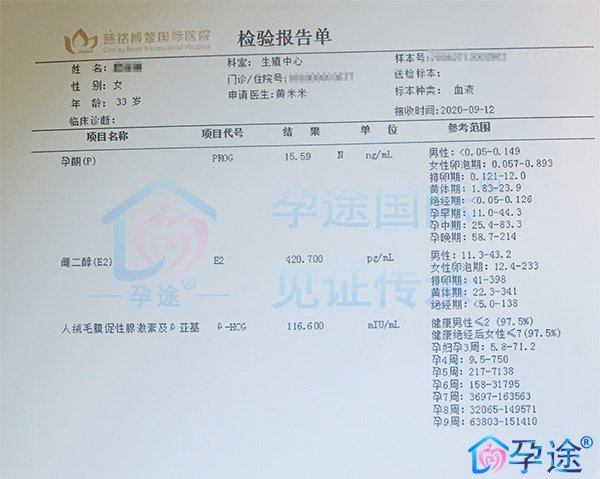 慈铭博鳌国际医院
Ciming Boao International Hospital
检验报告单
姓 名:
科室: 生殖中心
样本号:
性 别: 女
门诊/住院号:
送检标本:
年 龄: 33 岁
申请医生: 黄米米
标本种类: 血液
临床诊断:
接收时间:2020-09-12
项目名称 项目代号 结 果 单 位 参考范围
孕酮(P) PROG 15.59 N ng/mL 男性: <0.05-0.149
女性卵泡期: 0.057-0.893
排卵期: 0.121-12.0
黄体期: 1.83-23.9
绝经期: <0.05-0.126
孕早期: 11.0-44.3
孕中期: 25.4-83.3
孕晚期: 58.7-214
雌二醇(E2) E2 420.700 pg/mL 男性: 11.3-43.2
女性卵泡期: 12.4-233
排卵期: 41-398
黄体期: 22.3-341
绝经期: <5.0-138
人绒毛膜促性腺激素及β亚基 β-HCG 116.600 mIU/mL 健康男性≤2 (97.5%)
健康绝经后女性≤7(97.5%)
孕妇孕3周: 5.8-71.2
孕4周: 9.5-750
孕5周: 217-7138
孕6周: 158-31795
孕7周: 3697-163563
孕8周: 32065-149571
孕9周: 63803-151410
孕途国
见证传
孕途
孕途®